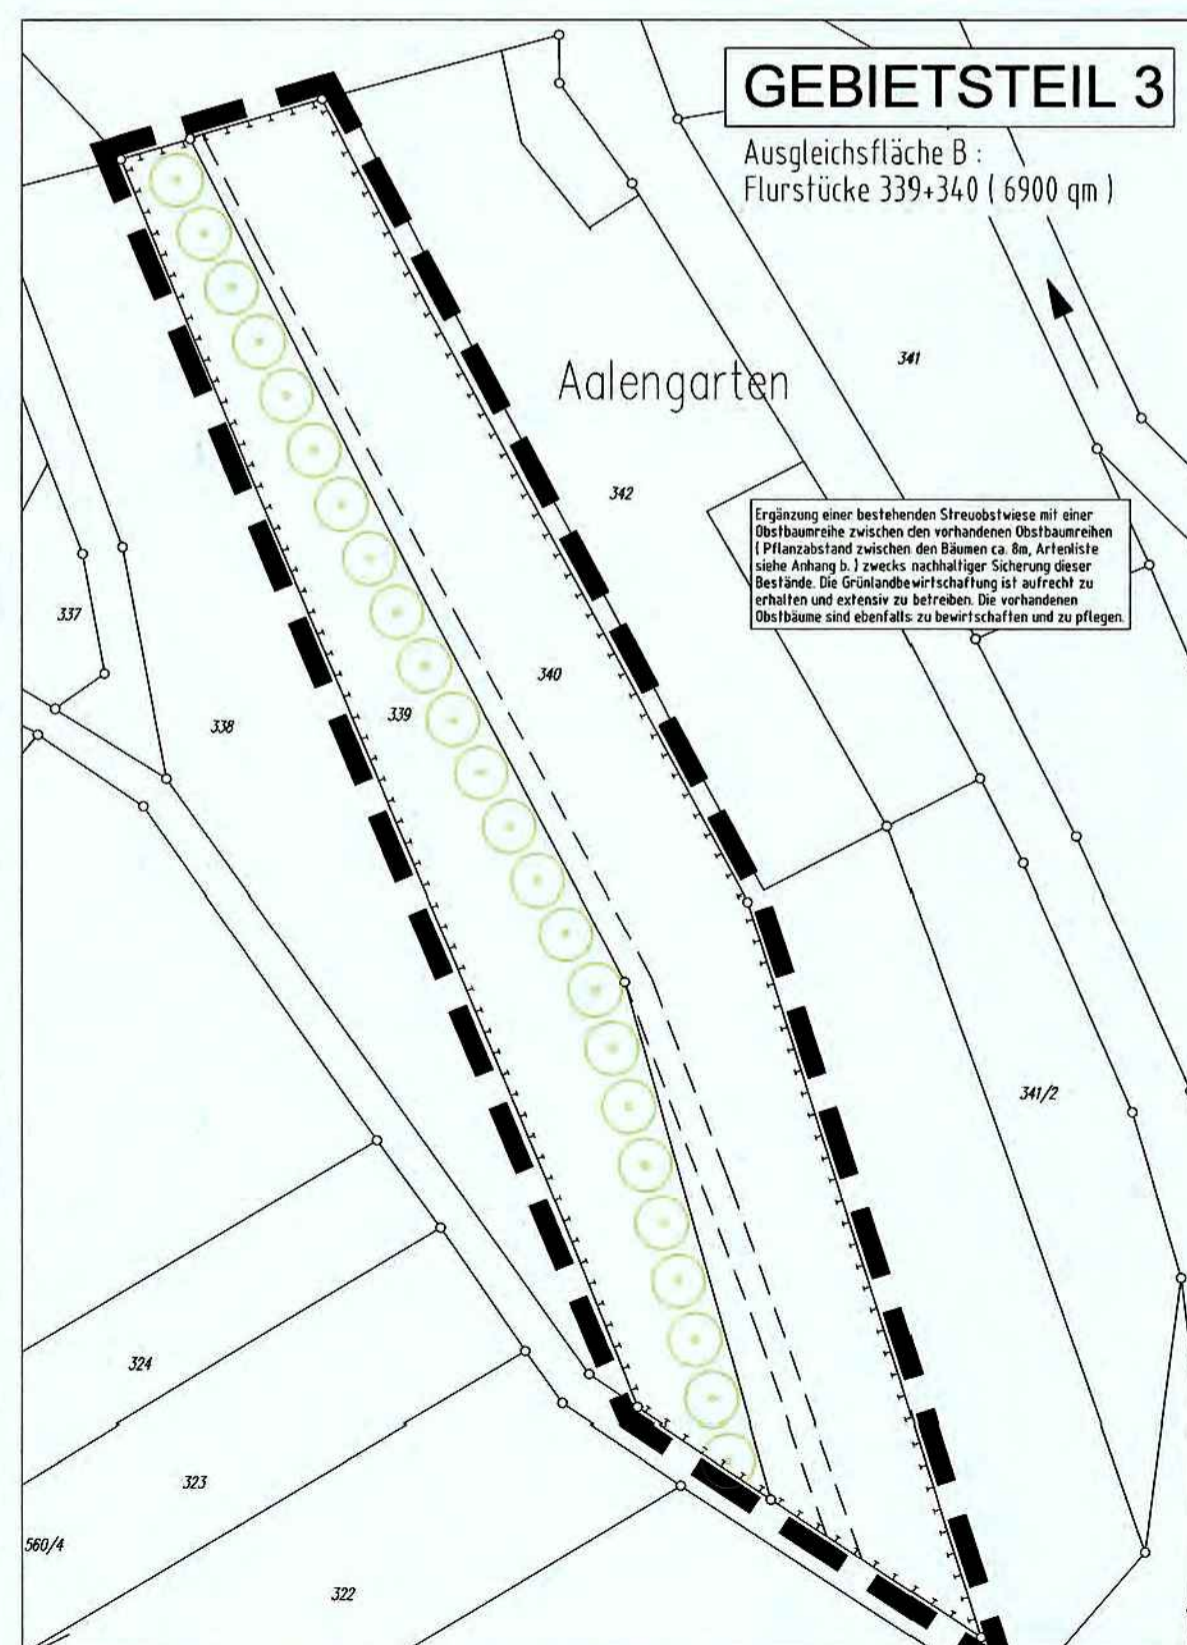 GEBIETSTEIL 3
Ausgleichsfläche B :
Flurstücke 339+340 ( 6900 qm )
341
Aalengarten
342
Ergänzung einer bestehenden Streuobstwiese mit einer
Obstbaumreihe zwischen den vorhandenen Obstbaumreihen
( Pflanzabstand zwischen den Bäumen ca. 8m, Artenliste
siehe Anhang b. ) zwecks nachhaltiger Sicherung dieser
Bestände. Die Grünlandbewirtschaftung ist aufrecht zu
erhalten und extensiv zu betreiben. Die vorhandenen
Obstbäume sind ebenfalls zu bewirtschaften und zu pflegen.
337
340
339
338
341/2
324
323
560/4
322